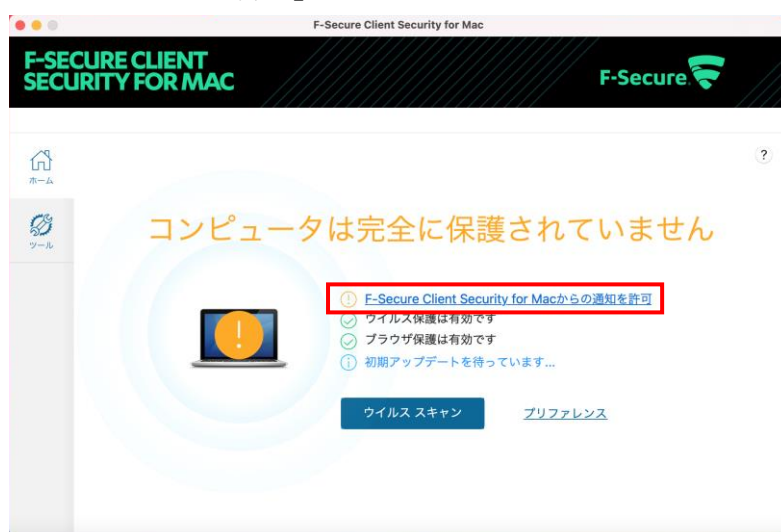 F-Secure Client Security for Mac
F-SECURE CLIENT
SECURITY FOR MAC
F-Secure.
?
ホーム
ツール
コンピュータは完全に保護されていません
F-Secure Client Security for Macからの通知を許可
ウイルス保護は有効です
ブラウザ保護は有効です
初期アップデートを待っています...
ウイルス スキャン
プリファレンス